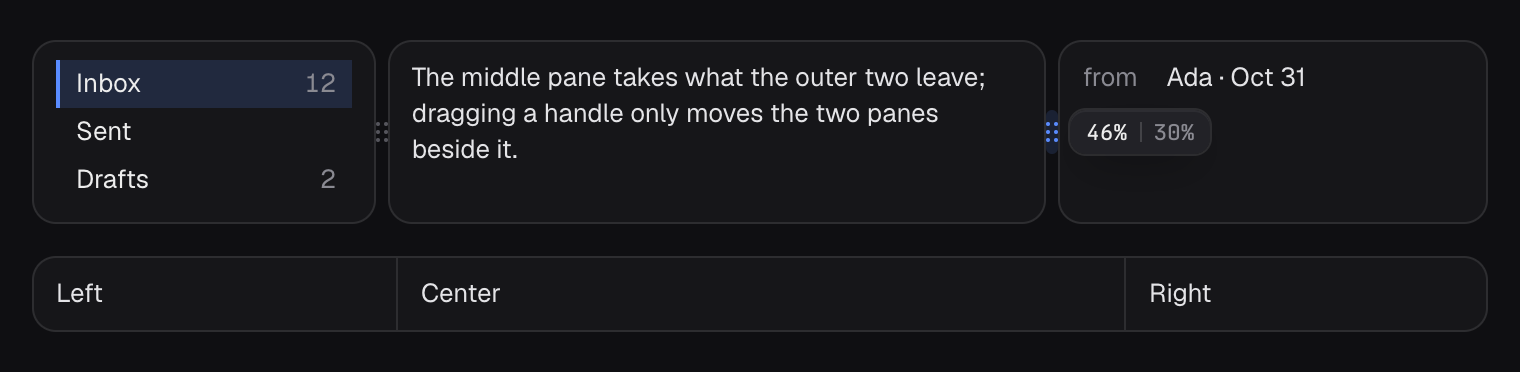 Inbox 12
Sent
Drafts 2
The middle pane takes what the outer two leave;
dragging a handle only moves the two panes
beside it.
from Ada · Oct 31
46% | 30%
Left
Center
Right